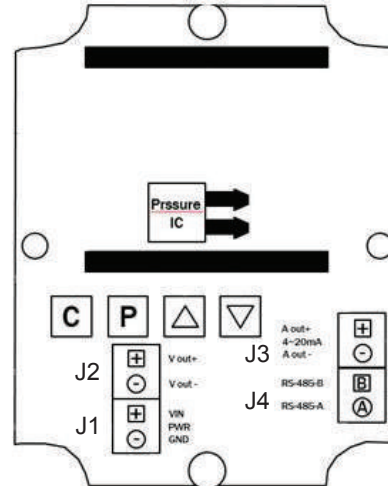 Prssure
IC
C P △ ▽
J2
+ V out+
- V out -
J1
+ VIN
PWR
- GND
J3
A out+ +
4~20mA
A out - -
J4
RS-485-B B
RS-485-A A